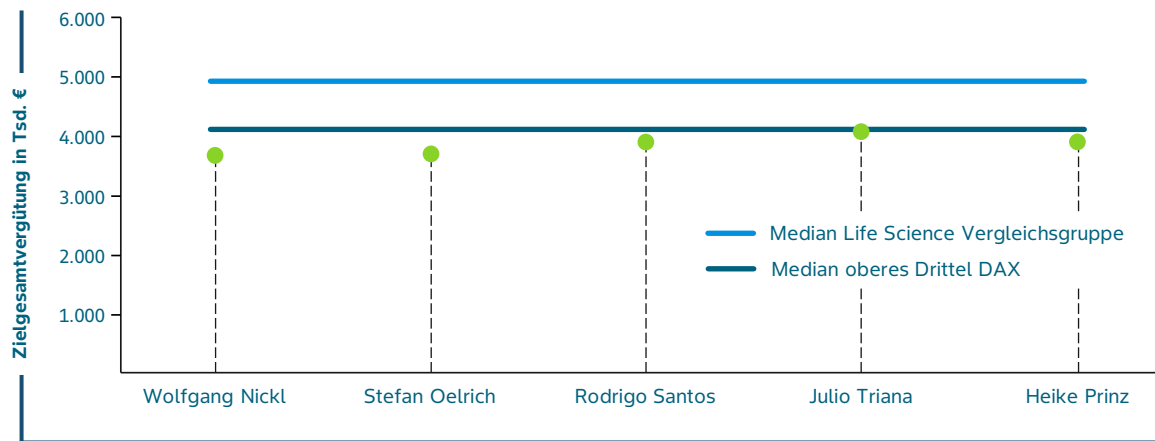 Zielgesamtvergütung in Tsd. €
6.000
5.000
4.000
3.000
2.000
1.000
Median Life Science Vergleichsgruppe
Median oberes Drittel DAX
Wolfgang Nickl
Stefan Oelrich
Rodrigo Santos
Julio Triana
Heike Prinz